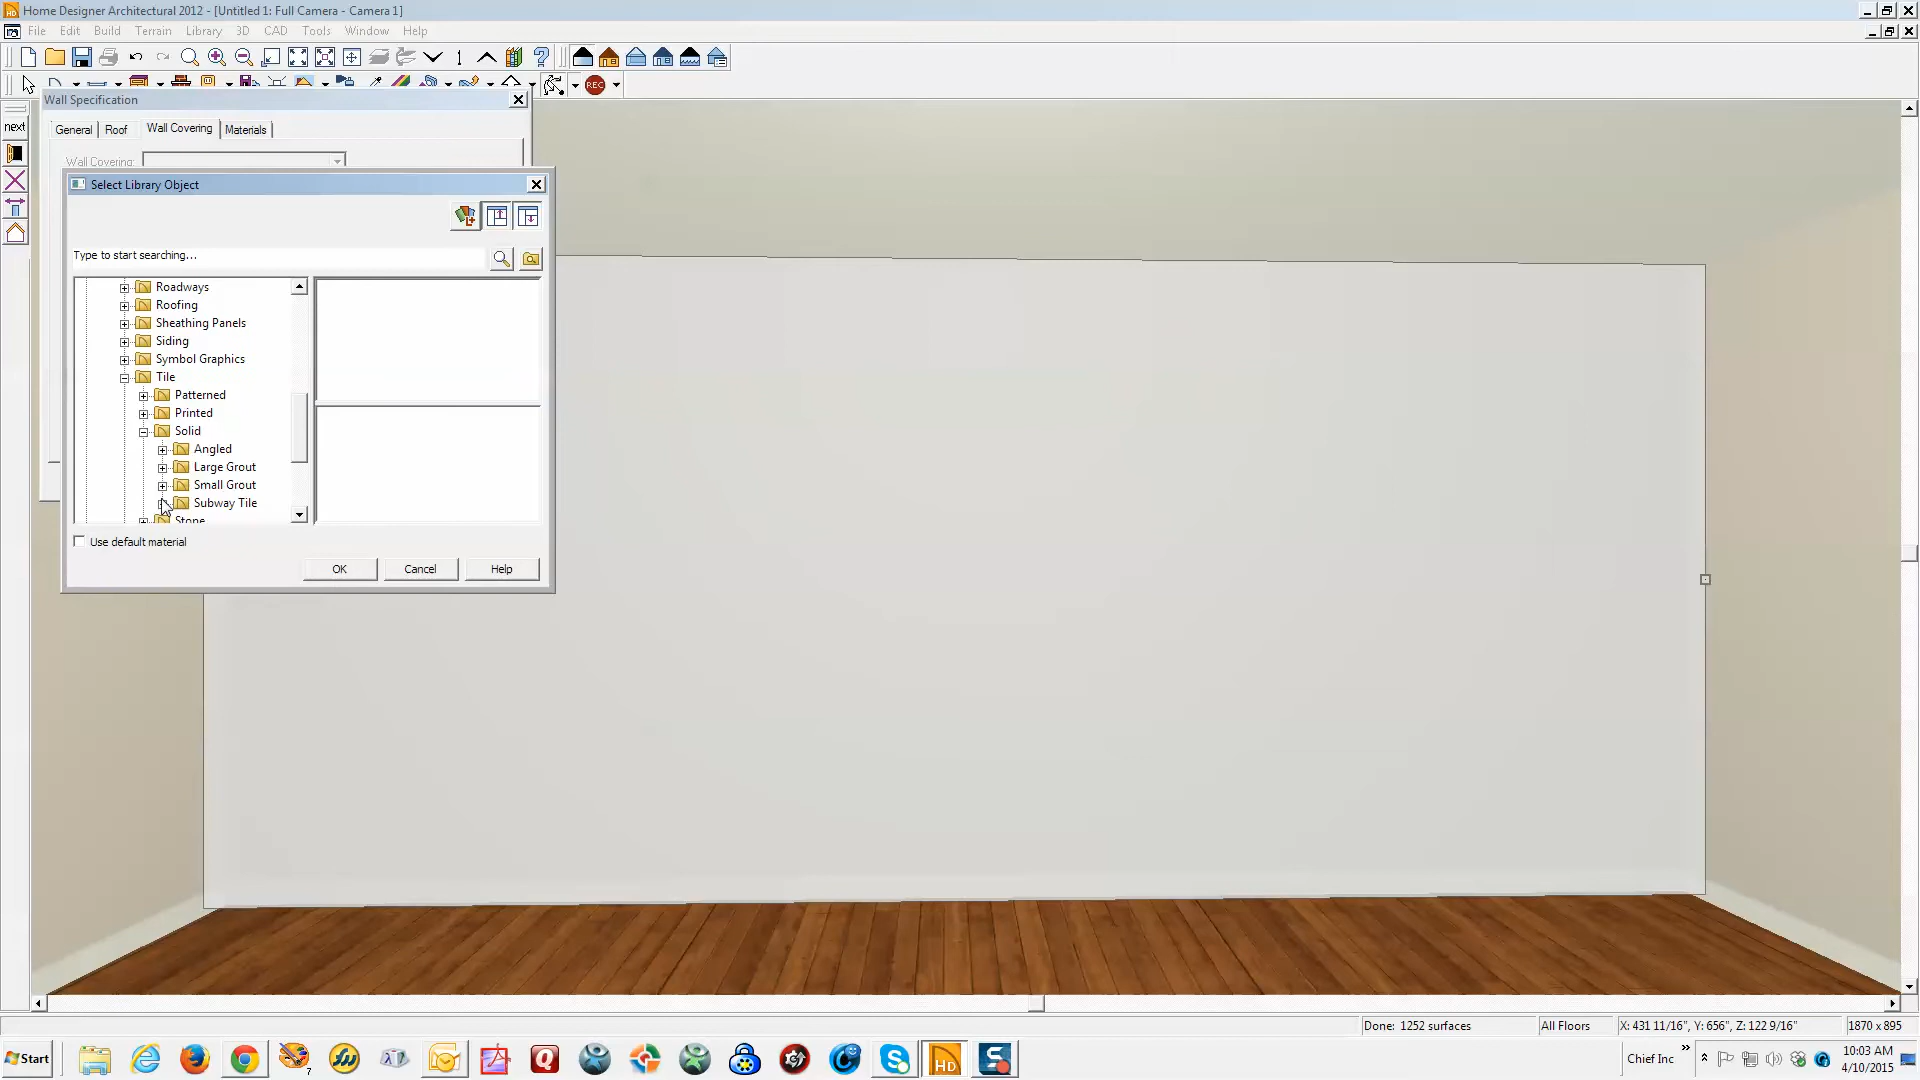 Home Designer Architectural 2012 - [Untitled 1: Full Camera - Camera 1]
File Edit Build Terrain Library 3D CAD Tools Window Help
REC
Wall Specification
next
General Roof Wall Covering Materials
Wall Covering:
Select Library Object
Type to start searching...
Roadways
Roofing
Sheathing Panels
Siding
Symbol Graphics
Tile
Patterned
Printed
Solid
Angled
Large Grout
Small Grout
Subway Tile
Stone
Use default material
OK Cancel Help
Done: 1252 surfaces All Floors X: 431 11/16", Y: 656", Z: 122 9/16" 1870 x 895
Start
Chief Inc
10:03 AM
4/10/2015